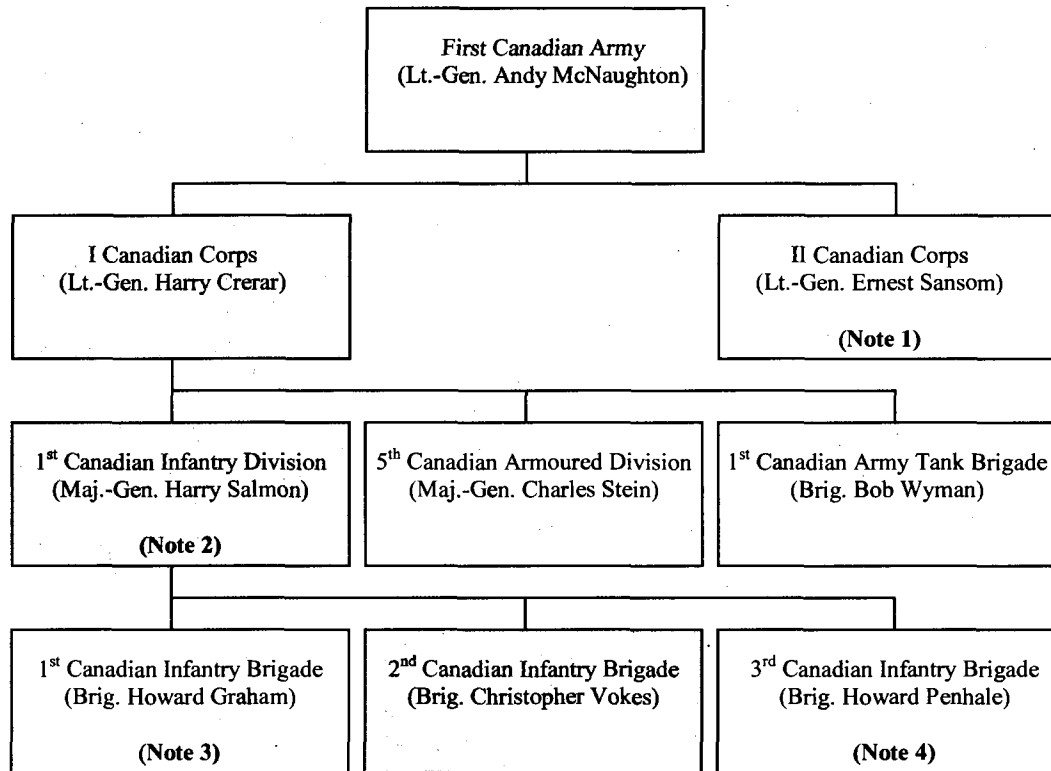 First Canadian Army
(Lt.-Gen. Andy McNaughton)
I Canadian Corps
(Lt.-Gen. Harry Crerar)
II Canadian Corps
(Lt.-Gen. Ernest Sansom)
(Note 1)
1st Canadian Infantry Division
(Maj.-Gen. Harry Salmon)
(Note 2)
5th Canadian Armoured Division
(Maj.-Gen. Charles Stein)
1st Canadian Army Tank Brigade
(Brig. Bob Wyman)
1st Canadian Infantry Brigade
(Brig. Howard Graham)
(Note 3)
2nd Canadian Infantry Brigade
(Brig. Christopher Vokes)
3rd Canadian Infantry Brigade
(Brig. Howard Penhale)
(Note 4)